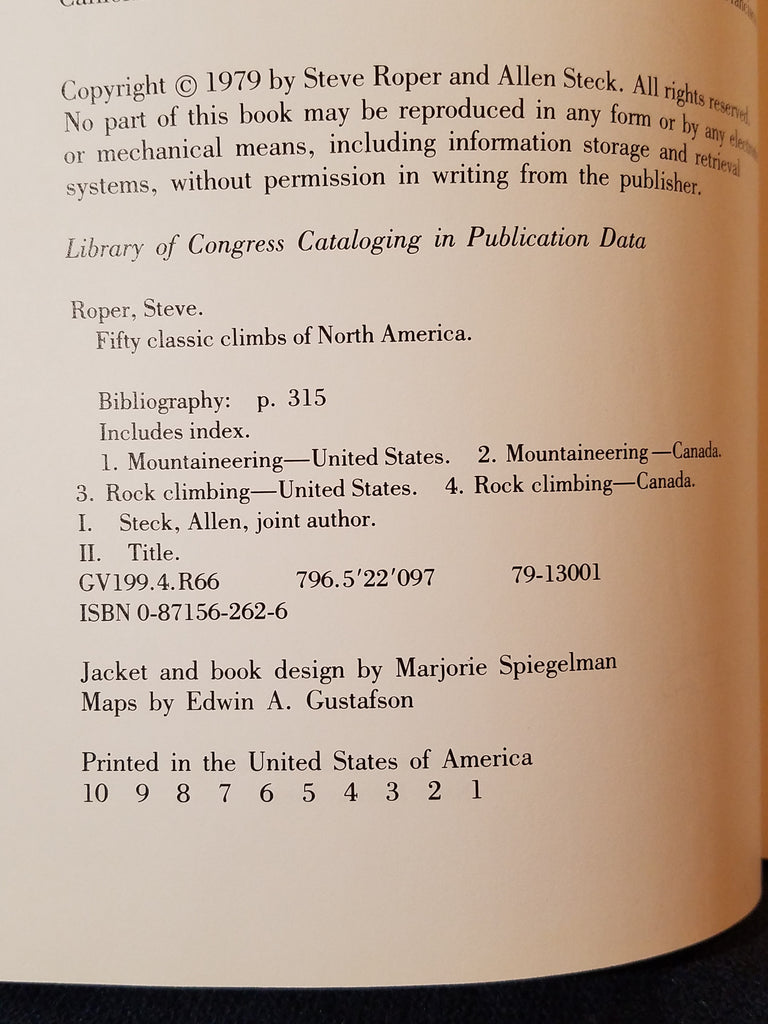 Copyright © 1979 by Steve Roper and Allen Steck. All rights reserved.
No part of this book may be reproduced in any form or by any
or mechanical means, including information storage and retrieval
systems, without permission in writing from the publisher.
Library of Congress Cataloging in Publication Data
Roper, Steve.
Fifty classic climbs of North America.
Bibliography: p. 315
Includes index.
1. Mountaineering—United States. 2. Mountaineering—Canada.
3. Rock climbing—United States. 4. Rock climbing—Canada.
I. Steck, Allen, joint author.
II. Title.
GV199.4.R66 796.5'22'097 79-13001
ISBN 0-87156-262-6
Jacket and book design by Marjorie Spiegelman
Maps by Edwin A. Gustafson
Printed in the United States of America
10 9 8 7 6 5 4 3 2 1